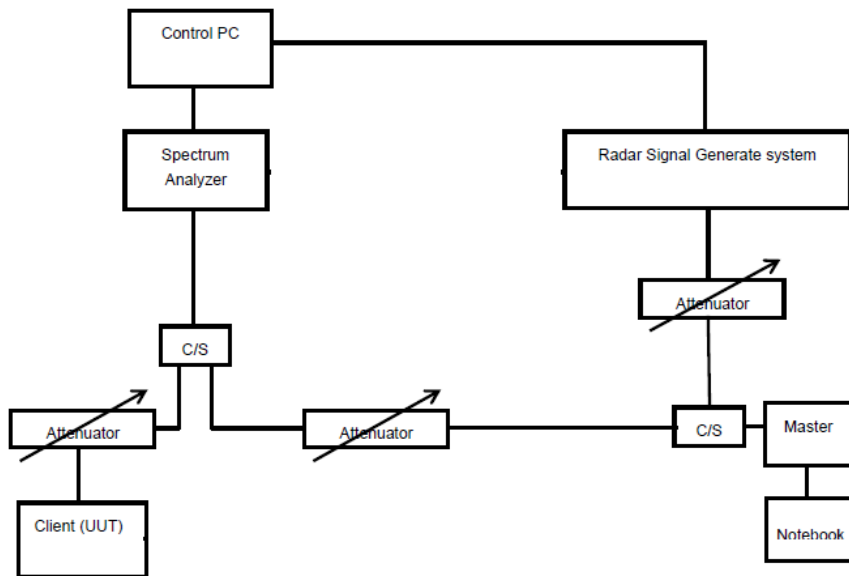 Control PC
Spectrum
Analyzer
Radar Signal Generate system
Attenuator
C/S
Attenuator
Attenuator
C/S
Master
Client (UUT)
Notebook